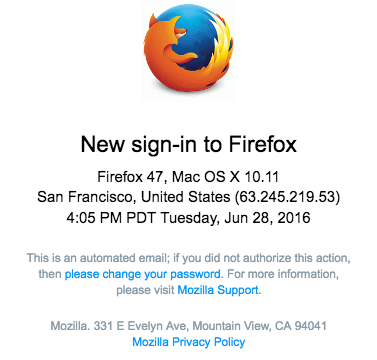 New sign-in to Firefox
Firefox 47, Mac OS X 10.11
San Francisco, United States (63.245.219.53)
4:05 PM PDT Tuesday, Jun 28, 2016
This is an automated email; if you did not authorize this action,
then please change your password. For more information,
please visit Mozilla Support.
Mozilla. 331 E Evelyn Ave, Mountain View, CA 94041
Mozilla Privacy Policy